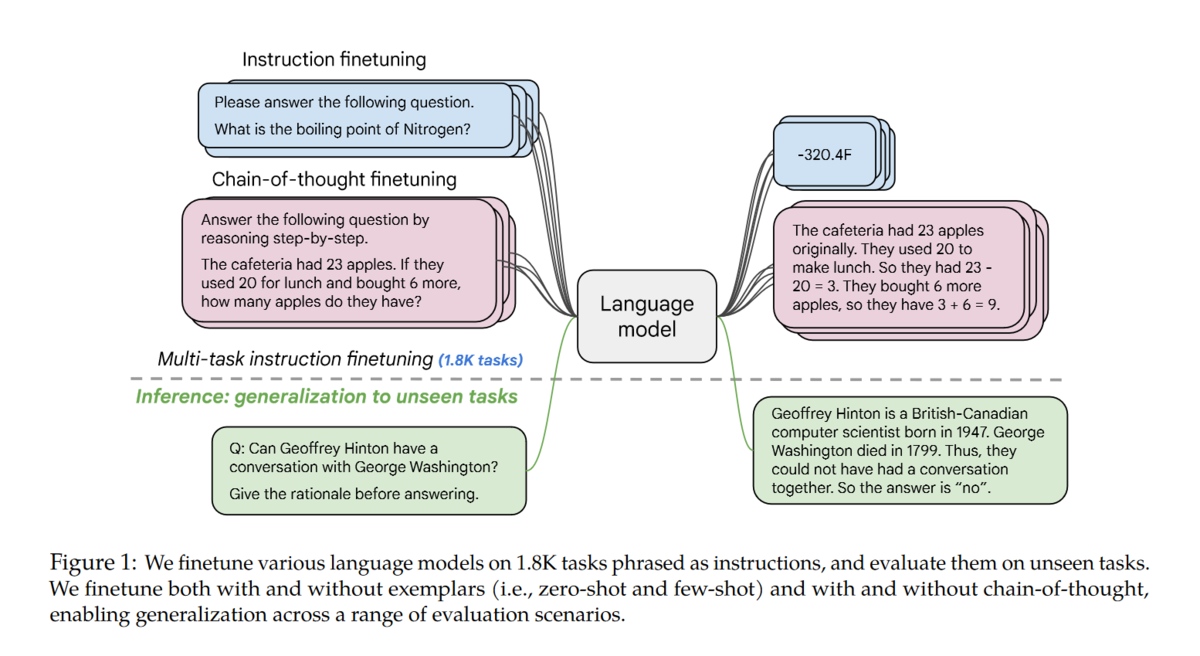 Instruction finetuning
Please answer the following question.
What is the boiling point of Nitrogen?
-320.4F
Chain-of-thought finetuning
Answer the following question by
reasoning step-by-step.
The cafeteria had 23 apples. If they
used 20 for lunch and bought 6 more,
how many apples do they have?
Language
model
The cafeteria had 23 apples
originally. They used 20 to
make lunch. So they had 23 -
20 = 3. They bought 6 more
apples, so they have 3 + 6 = 9.
Multi-task instruction finetuning (1.8K tasks)
Inference: generalization to unseen tasks
Q: Can Geoffrey Hinton have a
conversation with George Washington?
Give the rationale before answering.
Geoffrey Hinton is a British-Canadian
computer scientist born in 1947. George
Washington died in 1799. Thus, they
could not have had a conversation
together. So the answer is “no”.
Figure 1: We finetune various language models on 1.8K tasks phrased as instructions, and evaluate them on unseen tasks.
We finetune both with and without exemplars (i.e., zero-shot and few-shot) and with and without chain-of-thought,
enabling generalization across a range of evaluation scenarios.